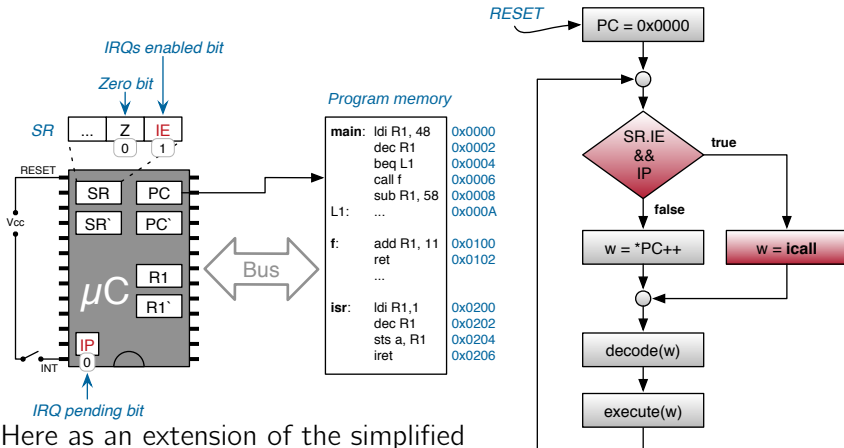 IRQs enabled bit
Zero bit
SR ... Z IE
0 1
RESET
Vcc
SR PC
SR` PC`
µC
R1
R1`
IP
0
INT
IRQ pending bit
Bus
Program memory
main: ldi R1, 48 0x0000
dec R1 0x0002
beq L1 0x0004
call f 0x0006
sub R1, 58 0x0008
L1: ... 0x000A
f: add R1, 11 0x0100
ret 0x0102
...
isr: ldi R1,1 0x0200
dec R1 0x0202
sts a, R1 0x0204
iret 0x0206
RESET
PC = 0x0000
SR.IE
&&
IP
true
false
w = *PC++
w = icall
decode(w)
execute(w)
Here as an extension of the simplified